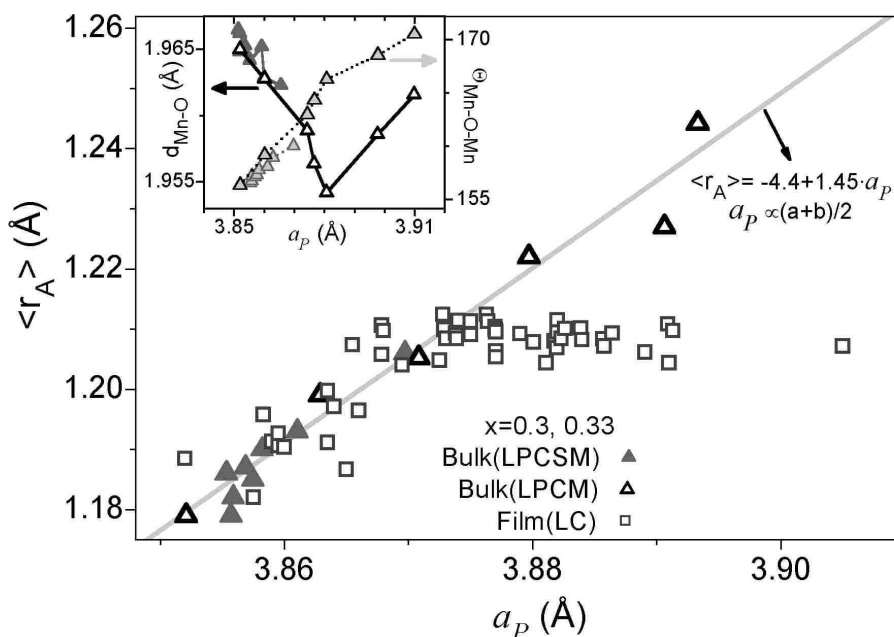 1.26
1.24
1.22
1.20
1.18
<r_A> (Å)
3.86
3.88
3.90
a_P (Å)
<r_A>= -4.4+1.45·a_P
a_P ∝(a+b)/2
x=0.3, 0.33
Bulk(LPCSM)
Bulk(LPCM)
Film(LC)
1.965
1.955
d_Mn-O (Å)
170
155
Θ_Mn-O-Mn
3.85
3.91
a_P (Å)